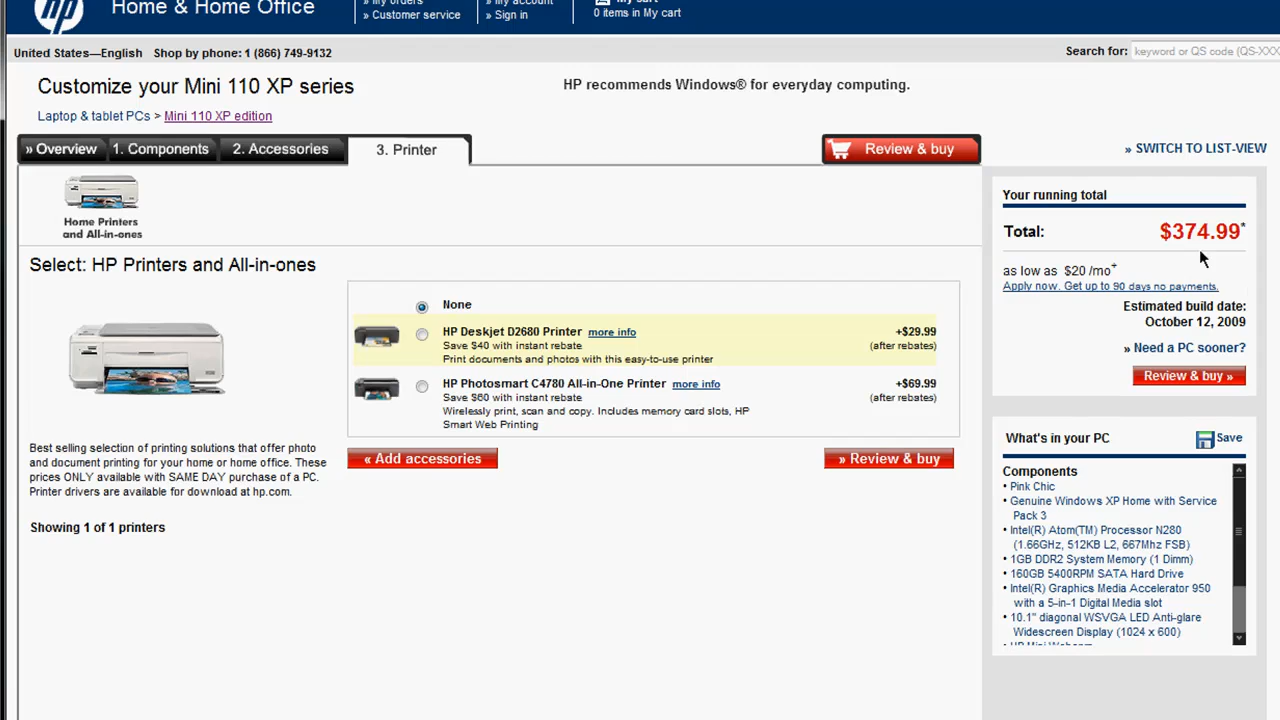 hp
Home & Home Office
» My orders
» My account
My cart
» Customer service
» Sign in
0 items in My cart
United States—English Shop by phone: 1 (866) 749-9132
Search for:
keyword or QS code (QS-XXX
Customize your Mini 110 XP series
HP recommends Windows® for everyday computing.
Laptop & tablet PCs > Mini 110 XP edition
» Overview
1. Components
2. Accessories
3. Printer
Review & buy
» SWITCH TO LIST-VIEW
Home Printers
and All-in-ones
Select: HP Printers and All-in-ones
None
HP Deskjet D2680 Printer more info
+$29.99
Save $40 with instant rebate
(after rebates)
Print documents and photos with this easy-to-use printer
HP Photosmart C4780 All-in-One Printer more info
+$69.99
Save $60 with instant rebate
(after rebates)
Wirelessly print, scan and copy. Includes memory card slots, HP
Smart Web Printing
Best selling selection of printing solutions that offer photo
and document printing for your home or home office. These
prices ONLY available with SAME DAY purchase of a PC.
Printer drivers are available for download at hp.com.
« Add accessories
» Review & buy
Showing 1 of 1 printers
Your running total
Total: $374.99*
as low as $20 /mo+
Apply now. Get up to 90 days no payments.
Estimated build date:
October 12, 2009
» Need a PC sooner?
Review & buy »
What's in your PC
Save
Components
• Pink Chic
• Genuine Windows XP Home with Service
Pack 3
• Intel(R) Atom(TM) Processor N280
(1.66GHz, 512KB L2, 667Mhz FSB)
• 1GB DDR2 System Memory (1 Dimm)
• 160GB 5400RPM SATA Hard Drive
• Intel(R) Graphics Media Accelerator 950
with a 5-in-1 Digital Media slot
• 10.1" diagonal WSVGA LED Anti-glare
Widescreen Display (1024 x 600)